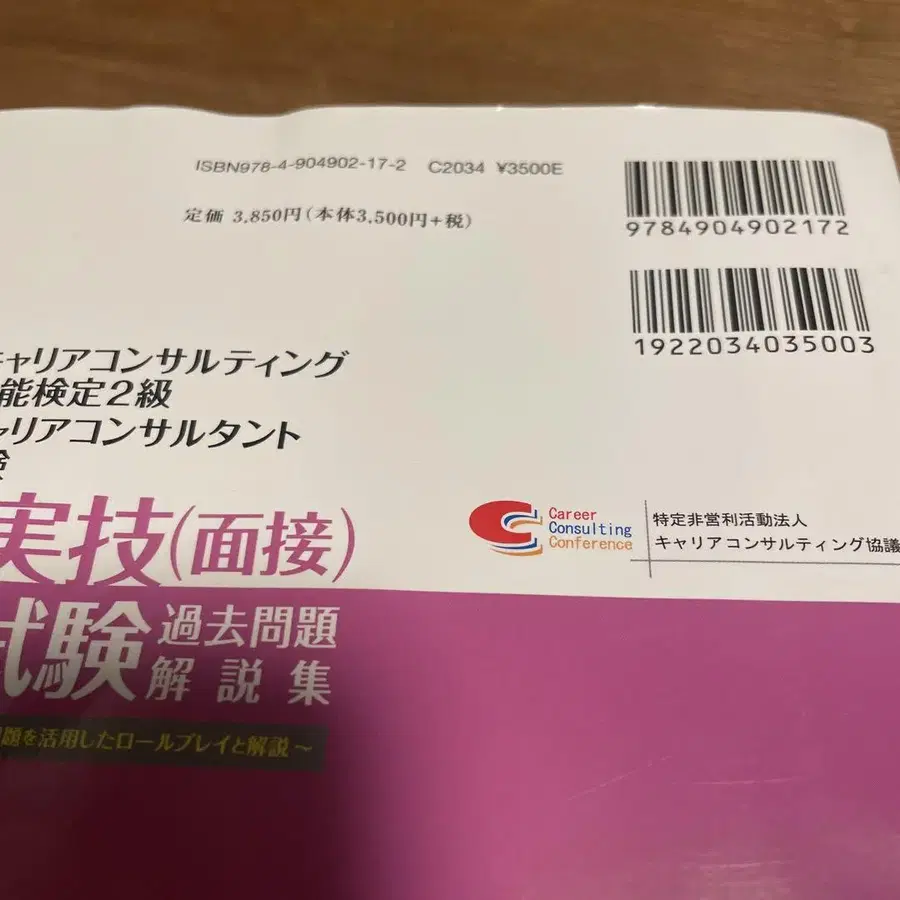 ISBN978-4-904902-17-2 C2034 ¥3500E
定価 3,850円(本体3,500円+税)
9784904902172
1922034035003
キャリアコンサルティング
能検定2級
ャリアコンサルタント
験
実技(面接)
試験 過去問題
解説集
題を活用したロールプレイと解説~
Career
Consulting
Conference
特定非営利活動法人
キャリアコンサルティング協議